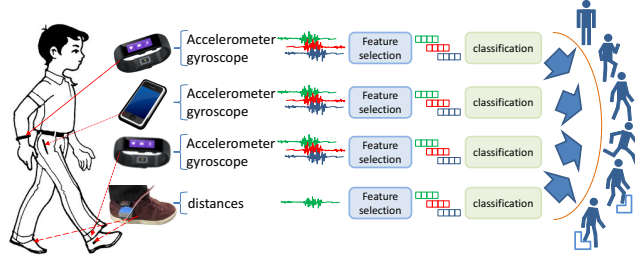 Accelerometer
gyroscope
Feature
selection
classification
Accelerometer
gyroscope
Feature
selection
classification
Accelerometer
gyroscope
Feature
selection
classification
distances
Feature
selection
classification